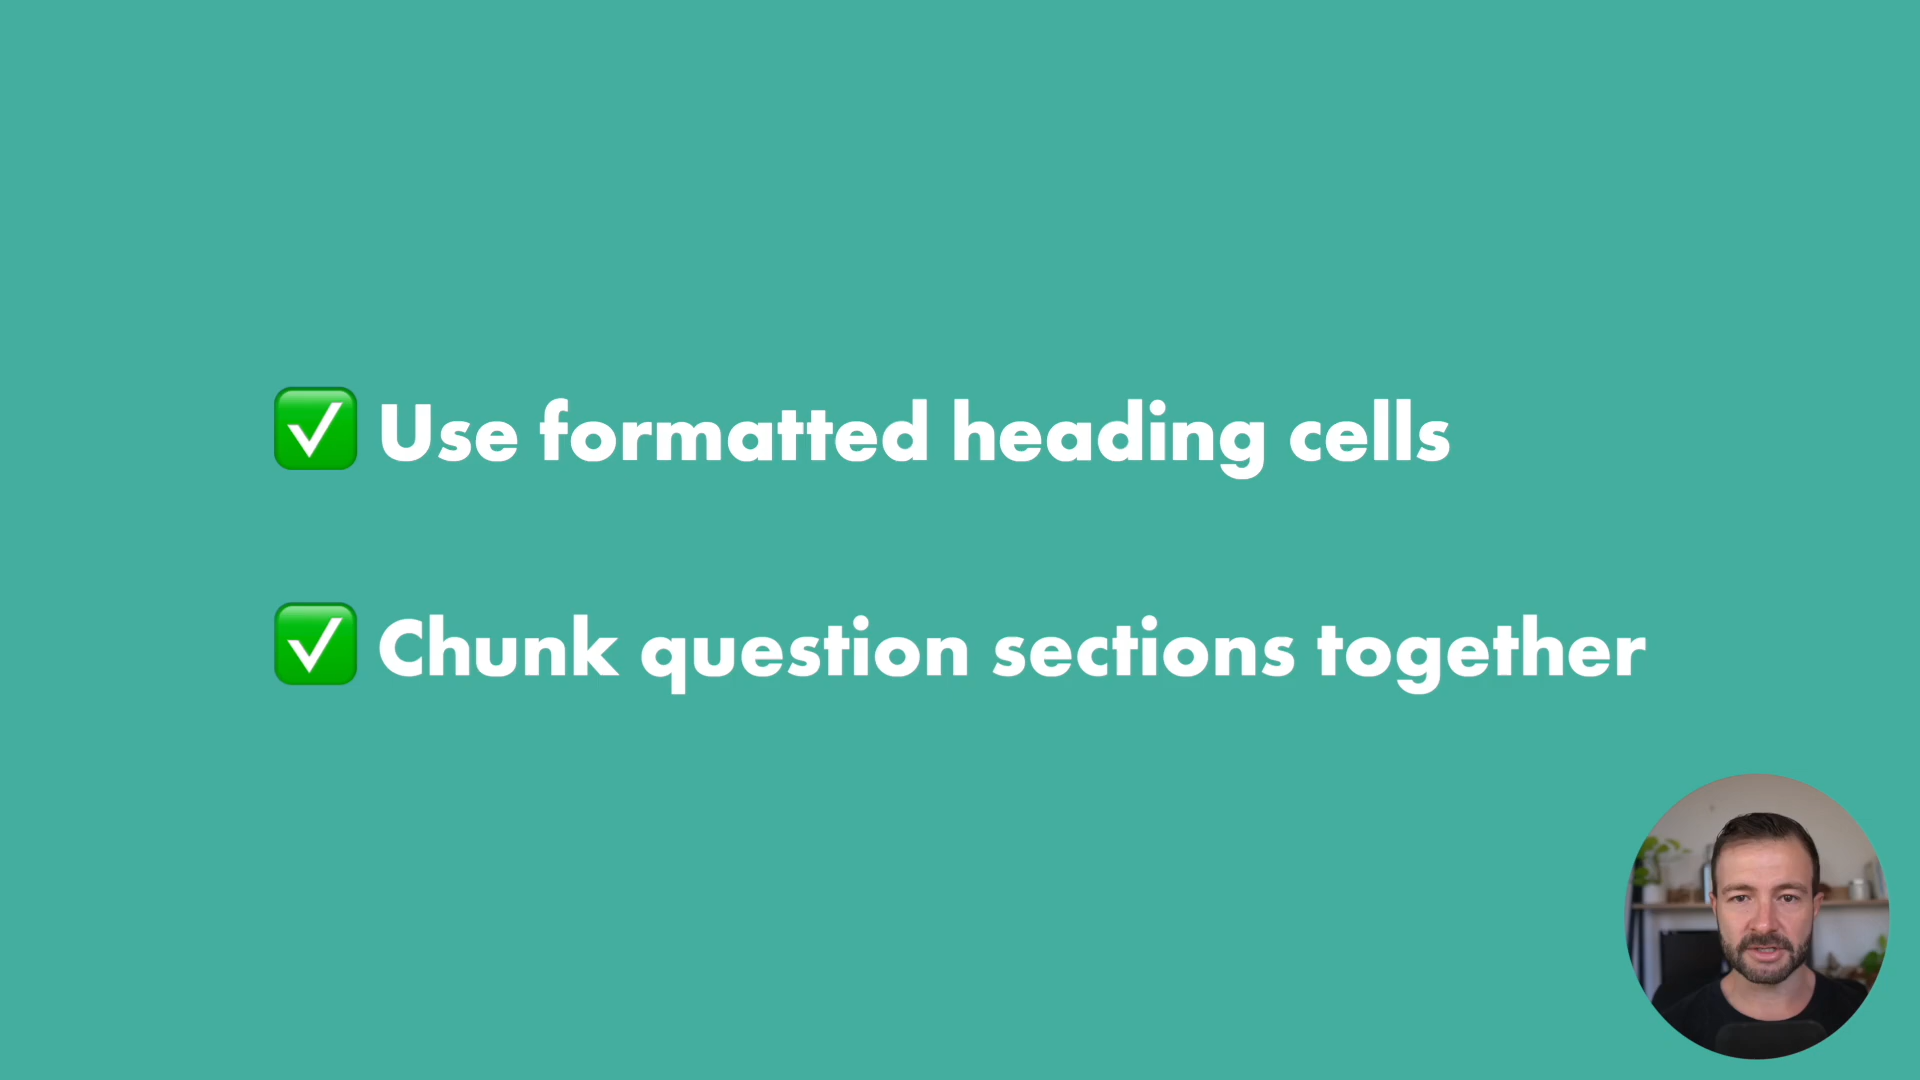 ✅ Use formatted heading cells
✅ Chunk question sections together